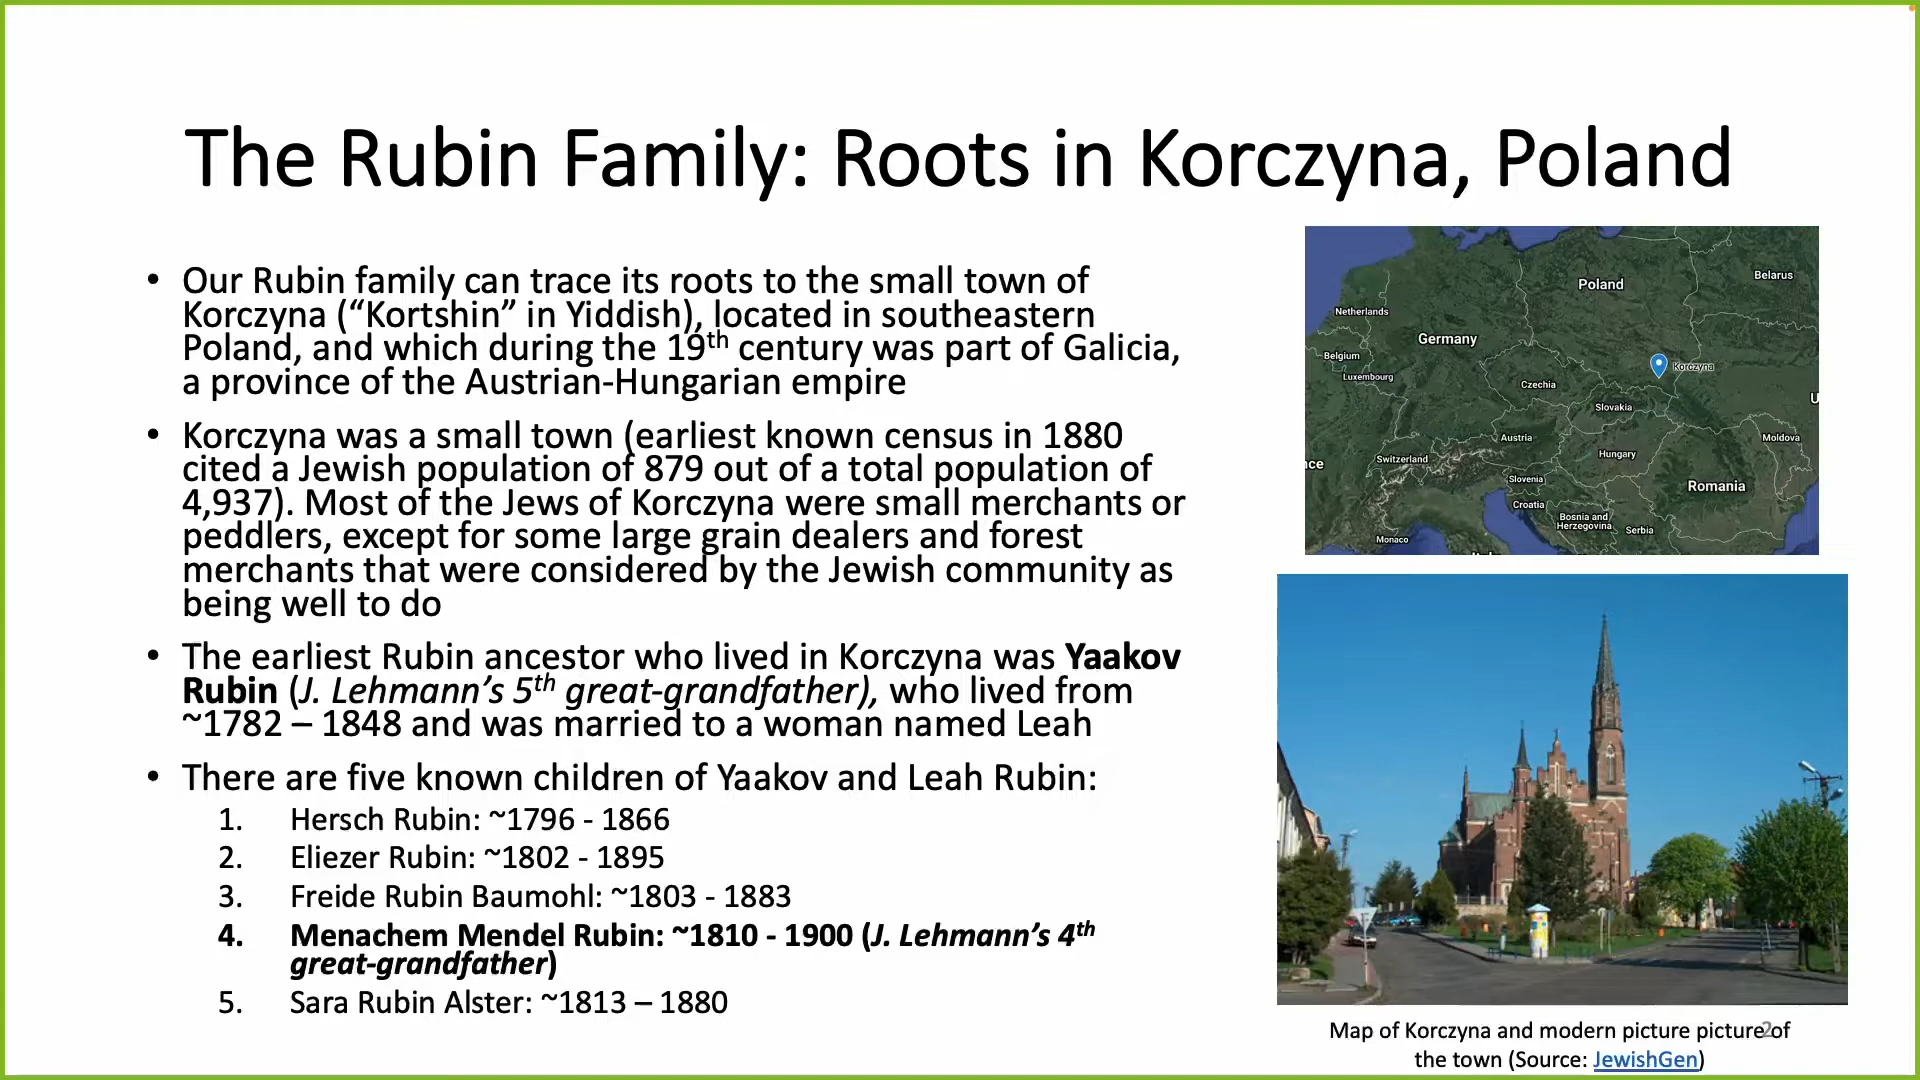 The Rubin Family: Roots in Korczyna, Poland
• Our Rubin family can trace its roots to the small town of
Korczyna (“Kortshin” in Yiddish), located in southeastern
Poland, and which during the 19th century was part of Galicia,
a province of the Austrian-Hungarian empire
• Korczyna was a small town (earliest known census in 1880
cited a Jewish population of 879 out of a total population of
4,937). Most of the Jews of Korczyna were small merchants or
peddlers, except for some large grain dealers and forest
merchants that were considered by the Jewish community as
being well to do
• The earliest Rubin ancestor who lived in Korczyna was Yaakov
Rubin (J. Lehmann’s 5th great-grandfather), who lived from
~1782 – 1848 and was married to a woman named Leah
• There are five known children of Yaakov and Leah Rubin:
1. Hersch Rubin: ~1796 - 1866
2. Eliezer Rubin: ~1802 - 1895
3. Freide Rubin Baumohl: ~1803 - 1883
4. Menachem Mendel Rubin: ~1810 - 1900 (J. Lehmann’s 4th
great-grandfather)
5. Sara Rubin Alster: ~1813 – 1880
Belarus
Poland
Netherlands
Germany
Belgium
Korczyna
Luxembourg
Czechia
U
Slovakia
Austria
Moldova
Hungary
Switzerland
nce
Slovenia
Romania
Croatia
Bosnia and
Herzegovina
Serbia
Monaco
Map of Korczyna and modern picture picture of
the town (Source: JewishGen)
2